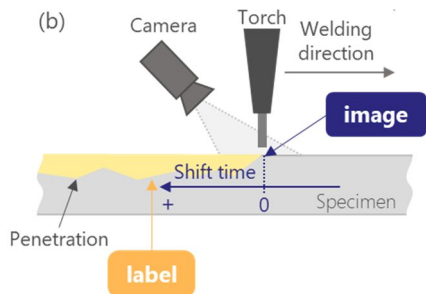 (b)
Camera
Torch
Welding
direction
image
Shift time
+
0
Specimen
Penetration
label